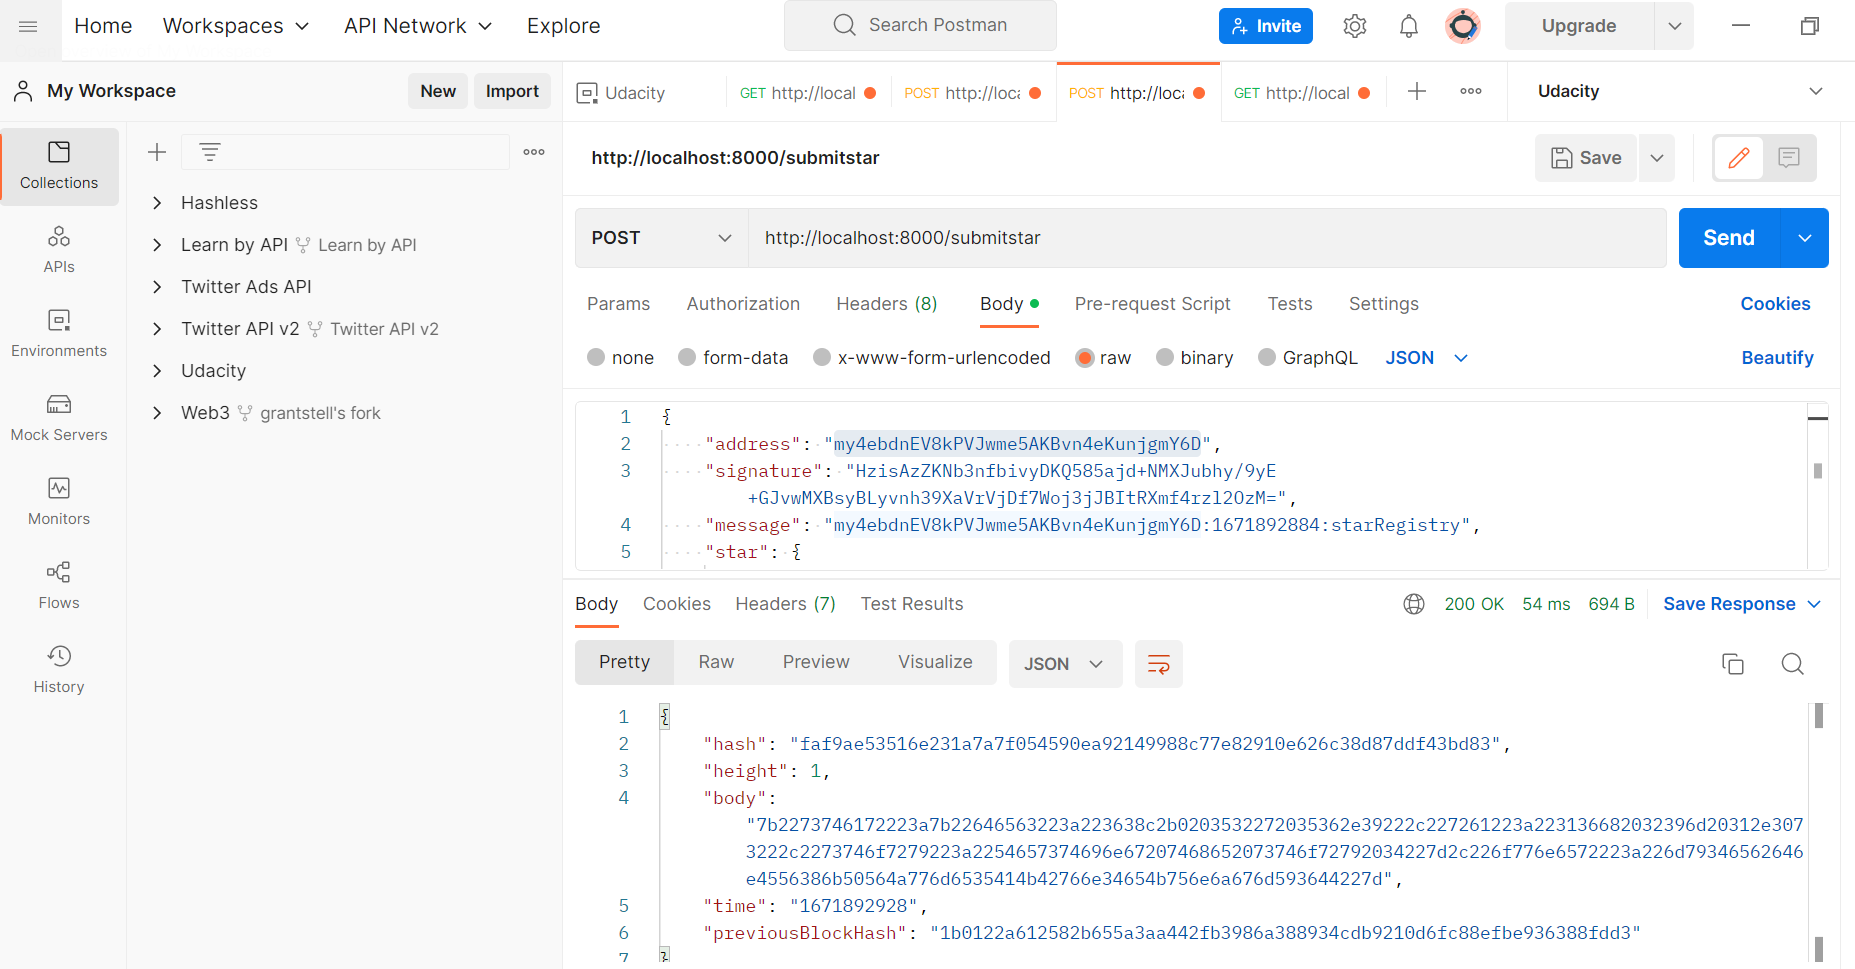 Home Workspaces API Network Explore Search Postman Invite Upgrade
My Workspace New Import Udacity GET http://local POST http://loc POST http://loca GET http://local Udacity
Collections
APIs
Environments
Mock Servers
Monitors
Flows
History
Hashless
Learn by API Learn by API
Twitter Ads API
Twitter API v2 Twitter API v2
Udacity
Web3 grantstell's fork
http://localhost:8000/submitstar Save
POST http://localhost:8000/submitstar Send
Params Authorization Headers (8) Body Pre-request Script Tests Settings Cookies
none form-data x-www-form-urlencoded raw binary GraphQL JSON Beautify
1 {
2 "address": "my4ebdnEV8kPVJwme5AKBvn4eKunjgmY6D",
3 "signature": "HzisAzZKNb3nfbivyDKQ585ajd+NMXJubhy/9yE
+GJvwMXBsyBLyvnh39XaVrVjDf7Woj3jJBItRXmf4rzl2OzM=",
4 "message": "my4ebdnEV8kPVJwme5AKBvn4eKunjgmY6D:1671892884:starRegistry",
5 "star": {
Body Cookies Headers (7) Test Results 200 OK 54 ms 694 B Save Response
Pretty Raw Preview Visualize JSON
1 {
2 "hash": "faf9ae53516e231a7a7f054590ea92149988c77e82910e626c38d87ddf43bd83",
3 "height": 1,
4 "body":
"7b2273746172223a7b22646563223a223638c2b0203532272035362e39222c227261223a223136682032396d20312e307
3222c2273746f7279223a2254657374696e67207468652073746f72792034227d2c226f776e6572223a226d79346562646
e4556386b50564a776d6535414b42766e34654b756e6a676d593644227d",
5 "time": "1671892928",
6 "previousBlockHash": "1b0122a612582b655a3aa442fb3986a388934cdb9210d6fc88efbe936388fdd3"
7 }